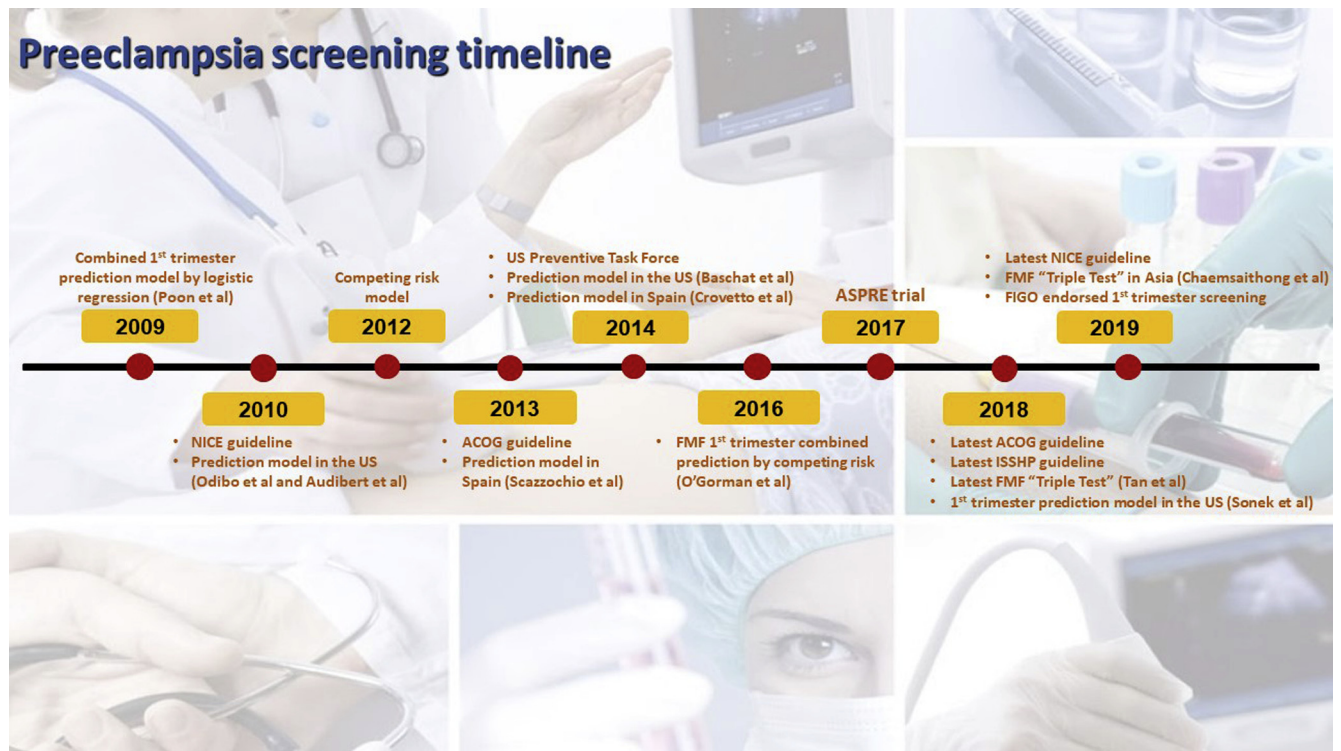 Preeclampsia screening timeline
Combined 1st trimester
prediction model by logistic
regression (Poon et al)
2009
2010
• NICE guideline
• Prediction model in the US
(Odibo et al and Audibert et al)
Competing risk
model
2012
2013
• ACOG guideline
• Prediction model in
Spain (Scazzochio et al)
• US Preventive Task Force
• Prediction model in the US (Baschat et al)
• Prediction model in Spain (Crovetto et al)
2014
2016
• FMF 1st trimester combined
prediction by competing risk
(O'Gorman et al)
ASPRE trial
2017
2018
• Latest ACOG guideline
• Latest ISSHP guideline
• Latest FMF “Triple Test” (Tan et al)
• 1st trimester prediction model in the US (Sonek et al)
• Latest NICE guideline
• FMF “Triple Test” in Asia (Chaemsaithong et al)
• FIGO endorsed 1st trimester screening
2019